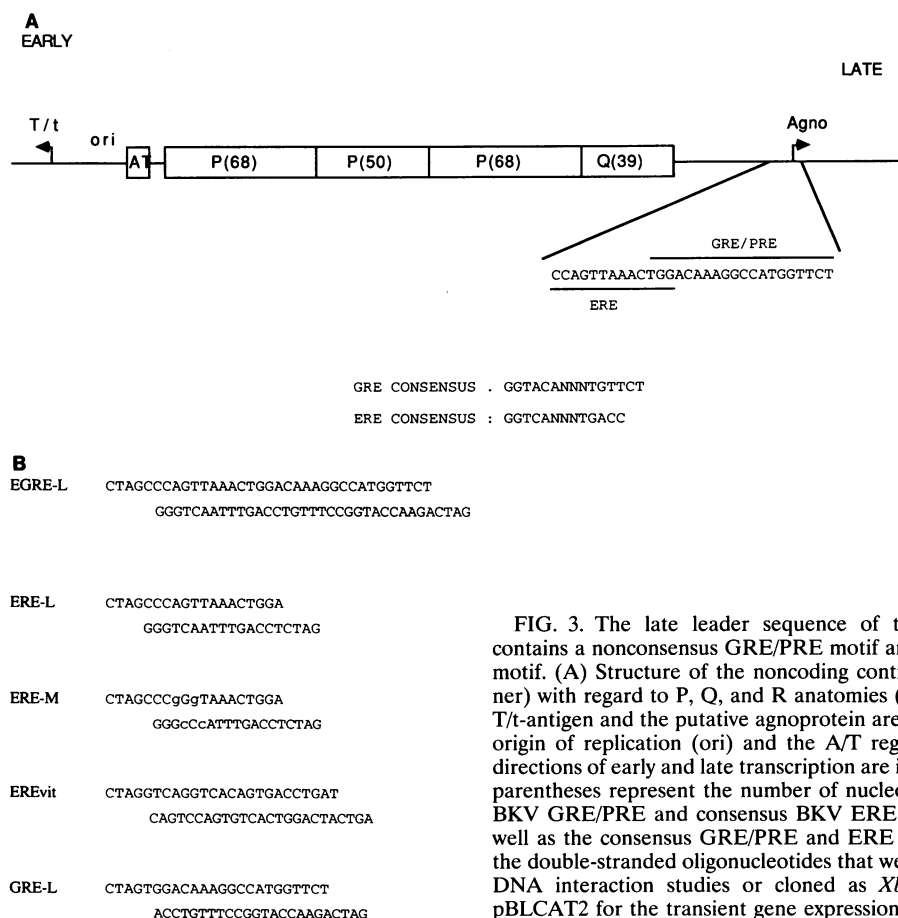 A
EARLY
LATE
T/t
ori
Agno
AT
P(68)
P(50)
P(68)
Q(39)
GRE/PRE
CCAGTTAAACTGGACAAAGGCCATGGTTCT
ERE
GRE CONSENSUS . GGTACANNNTGTTCT
ERE CONSENSUS : GGTCANNNTGACC
B
EGRE-L CTAGCCCAGTTAAACTGGACAAAGGCCATGGTTCT
GGGTCAATTTGACCTGTTTCCGGTACCAAGACTAG
ERE-L CTAGCCCAGTTAAACTGGA
GGGTCAATTTGACCTCTAG
ERE-M CTAGCCCgGgTAAACTGGA
GGGcCcATTTGACCTCTAG
EREvit CTAGGTCAGGTCACAGTGACCTGAT
CAGTCCAGTGTCACTGGACTACTGA
GRE-L CTAGTGGACAAAGGCCATGGTTCT
ACCTGTTTCCGGTACCAAGACTAG
FIG. 3. The late leader sequence of t
contains a nonconsensus GRE/PRE motif ar
motif. (A) Structure of the noncoding contr
ner) with regard to P, Q, and R anatomies (
T/t-antigen and the putative agnoprotein are
origin of replication (ori) and the A/T reg
directions of early and late transcription are i
parentheses represent the number of nucleo
BKV GRE/PRE and consensus BKV ERE
well as the consensus GRE/PRE and ERE
the double-stranded oligonucleotides that we
DNA interaction studies or cloned as Xl
pBLCAT2 for the transient gene expression